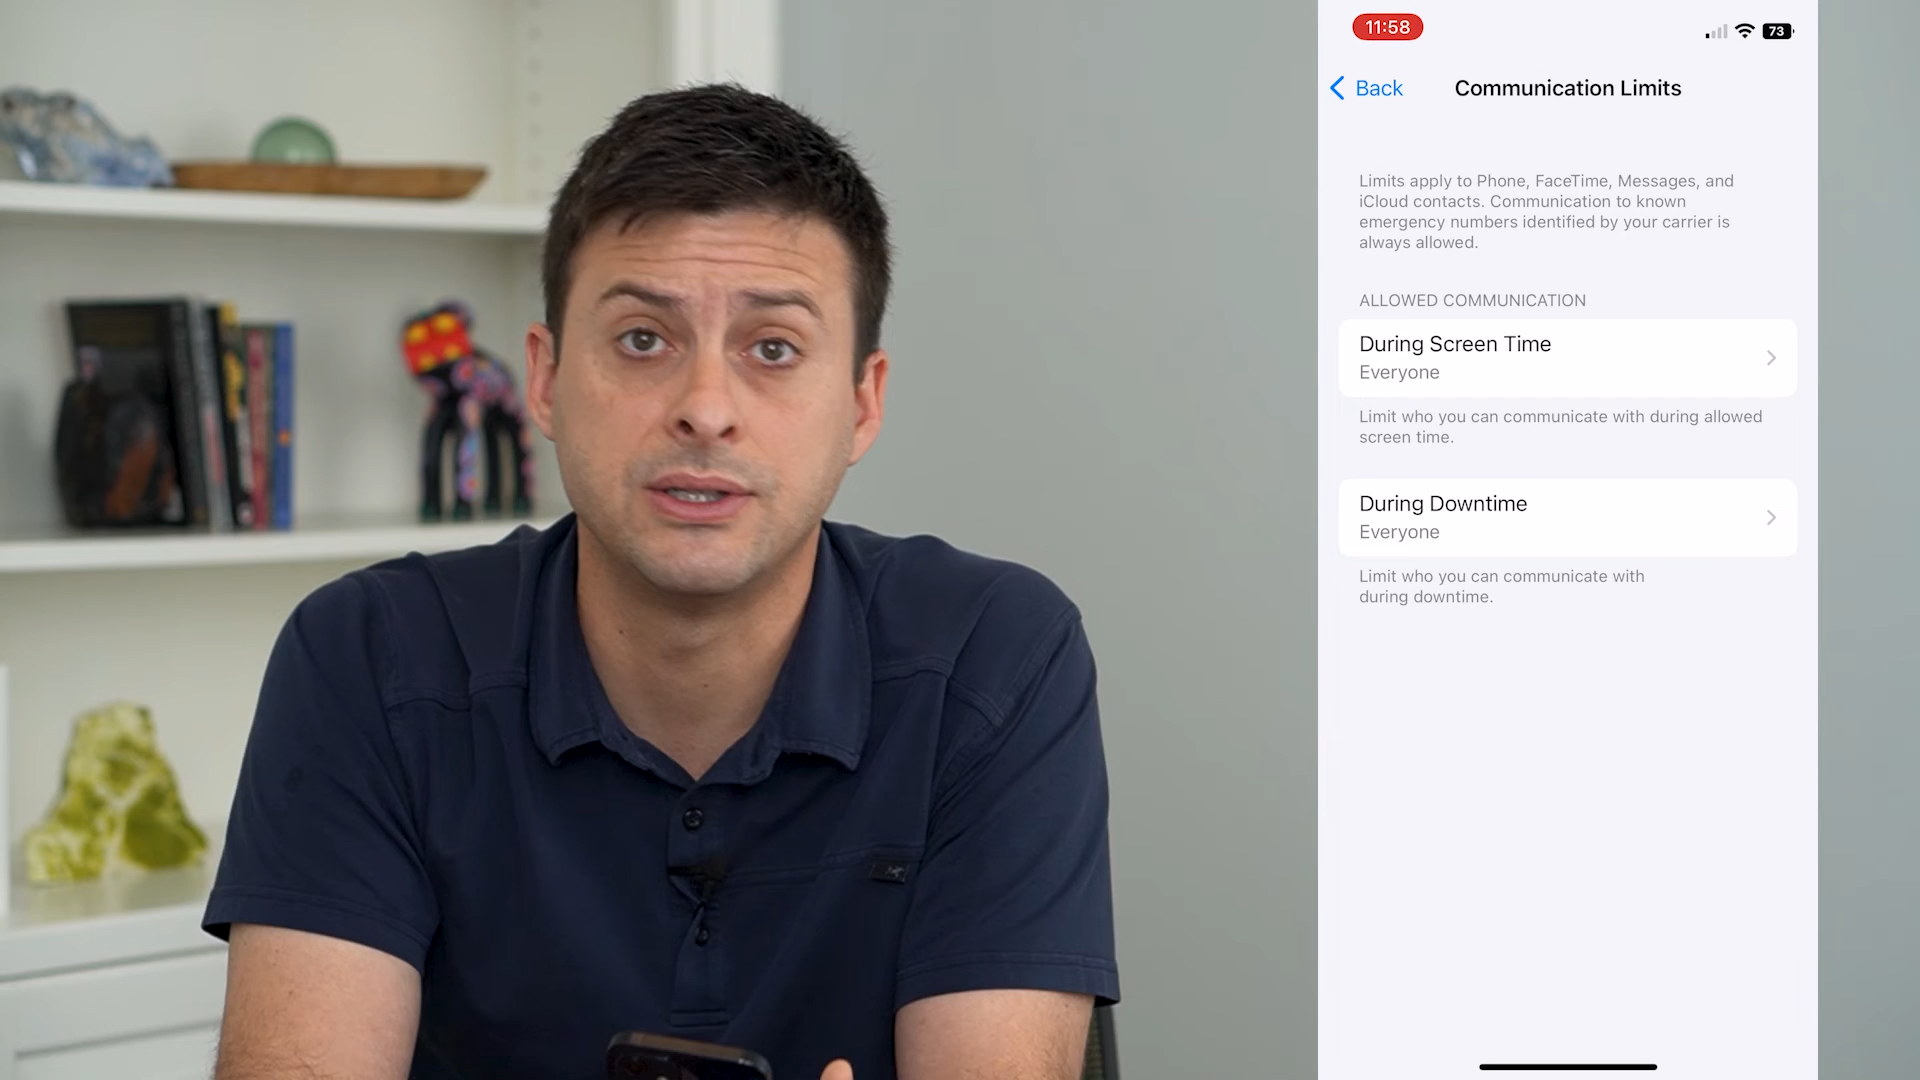 11:58
73
Back
Communication Limits
Limits apply to Phone, FaceTime, Messages, and
iCloud contacts. Communication to known
emergency numbers identified by your carrier is
always allowed.
ALLOWED COMMUNICATION
During Screen Time
Everyone
Limit who you can communicate with during allowed
screen time.
During Downtime
Everyone
Limit who you can communicate with
during downtime.